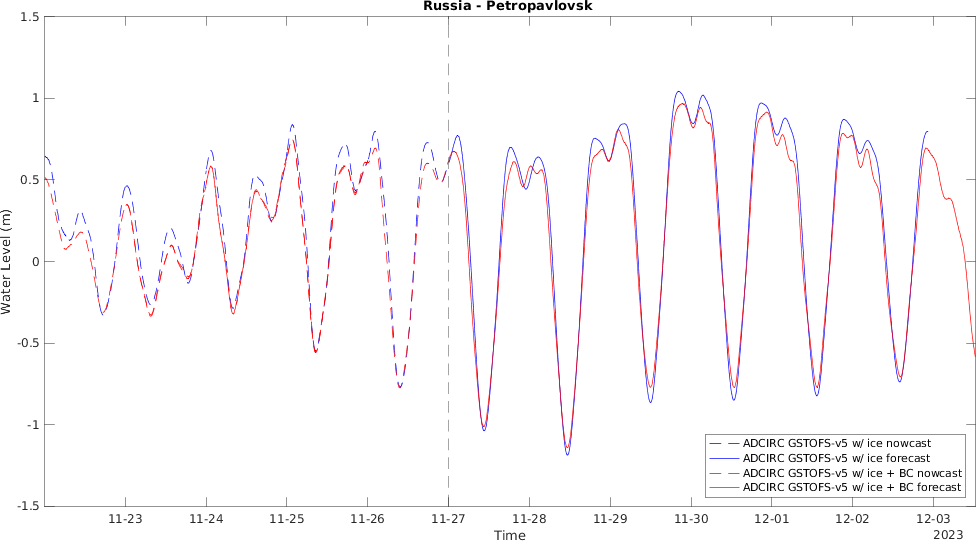 Russia - Petropavlovsk
Water Level (m)
1.5
1
0.5
0
-0.5
-1
-1.5
ADCIRC GSTOFS-v5 w/ ice nowcast
ADCIRC GSTOFS-v5 w/ ice forecast
ADCIRC GSTOFS-v5 w/ ice + BC nowcast
ADCIRC GSTOFS-v5 w/ ice + BC forecast
11-23 11-24 11-25 11-26 11-27 11-28 11-29 11-30 12-01 12-02 12-03
Time
2023